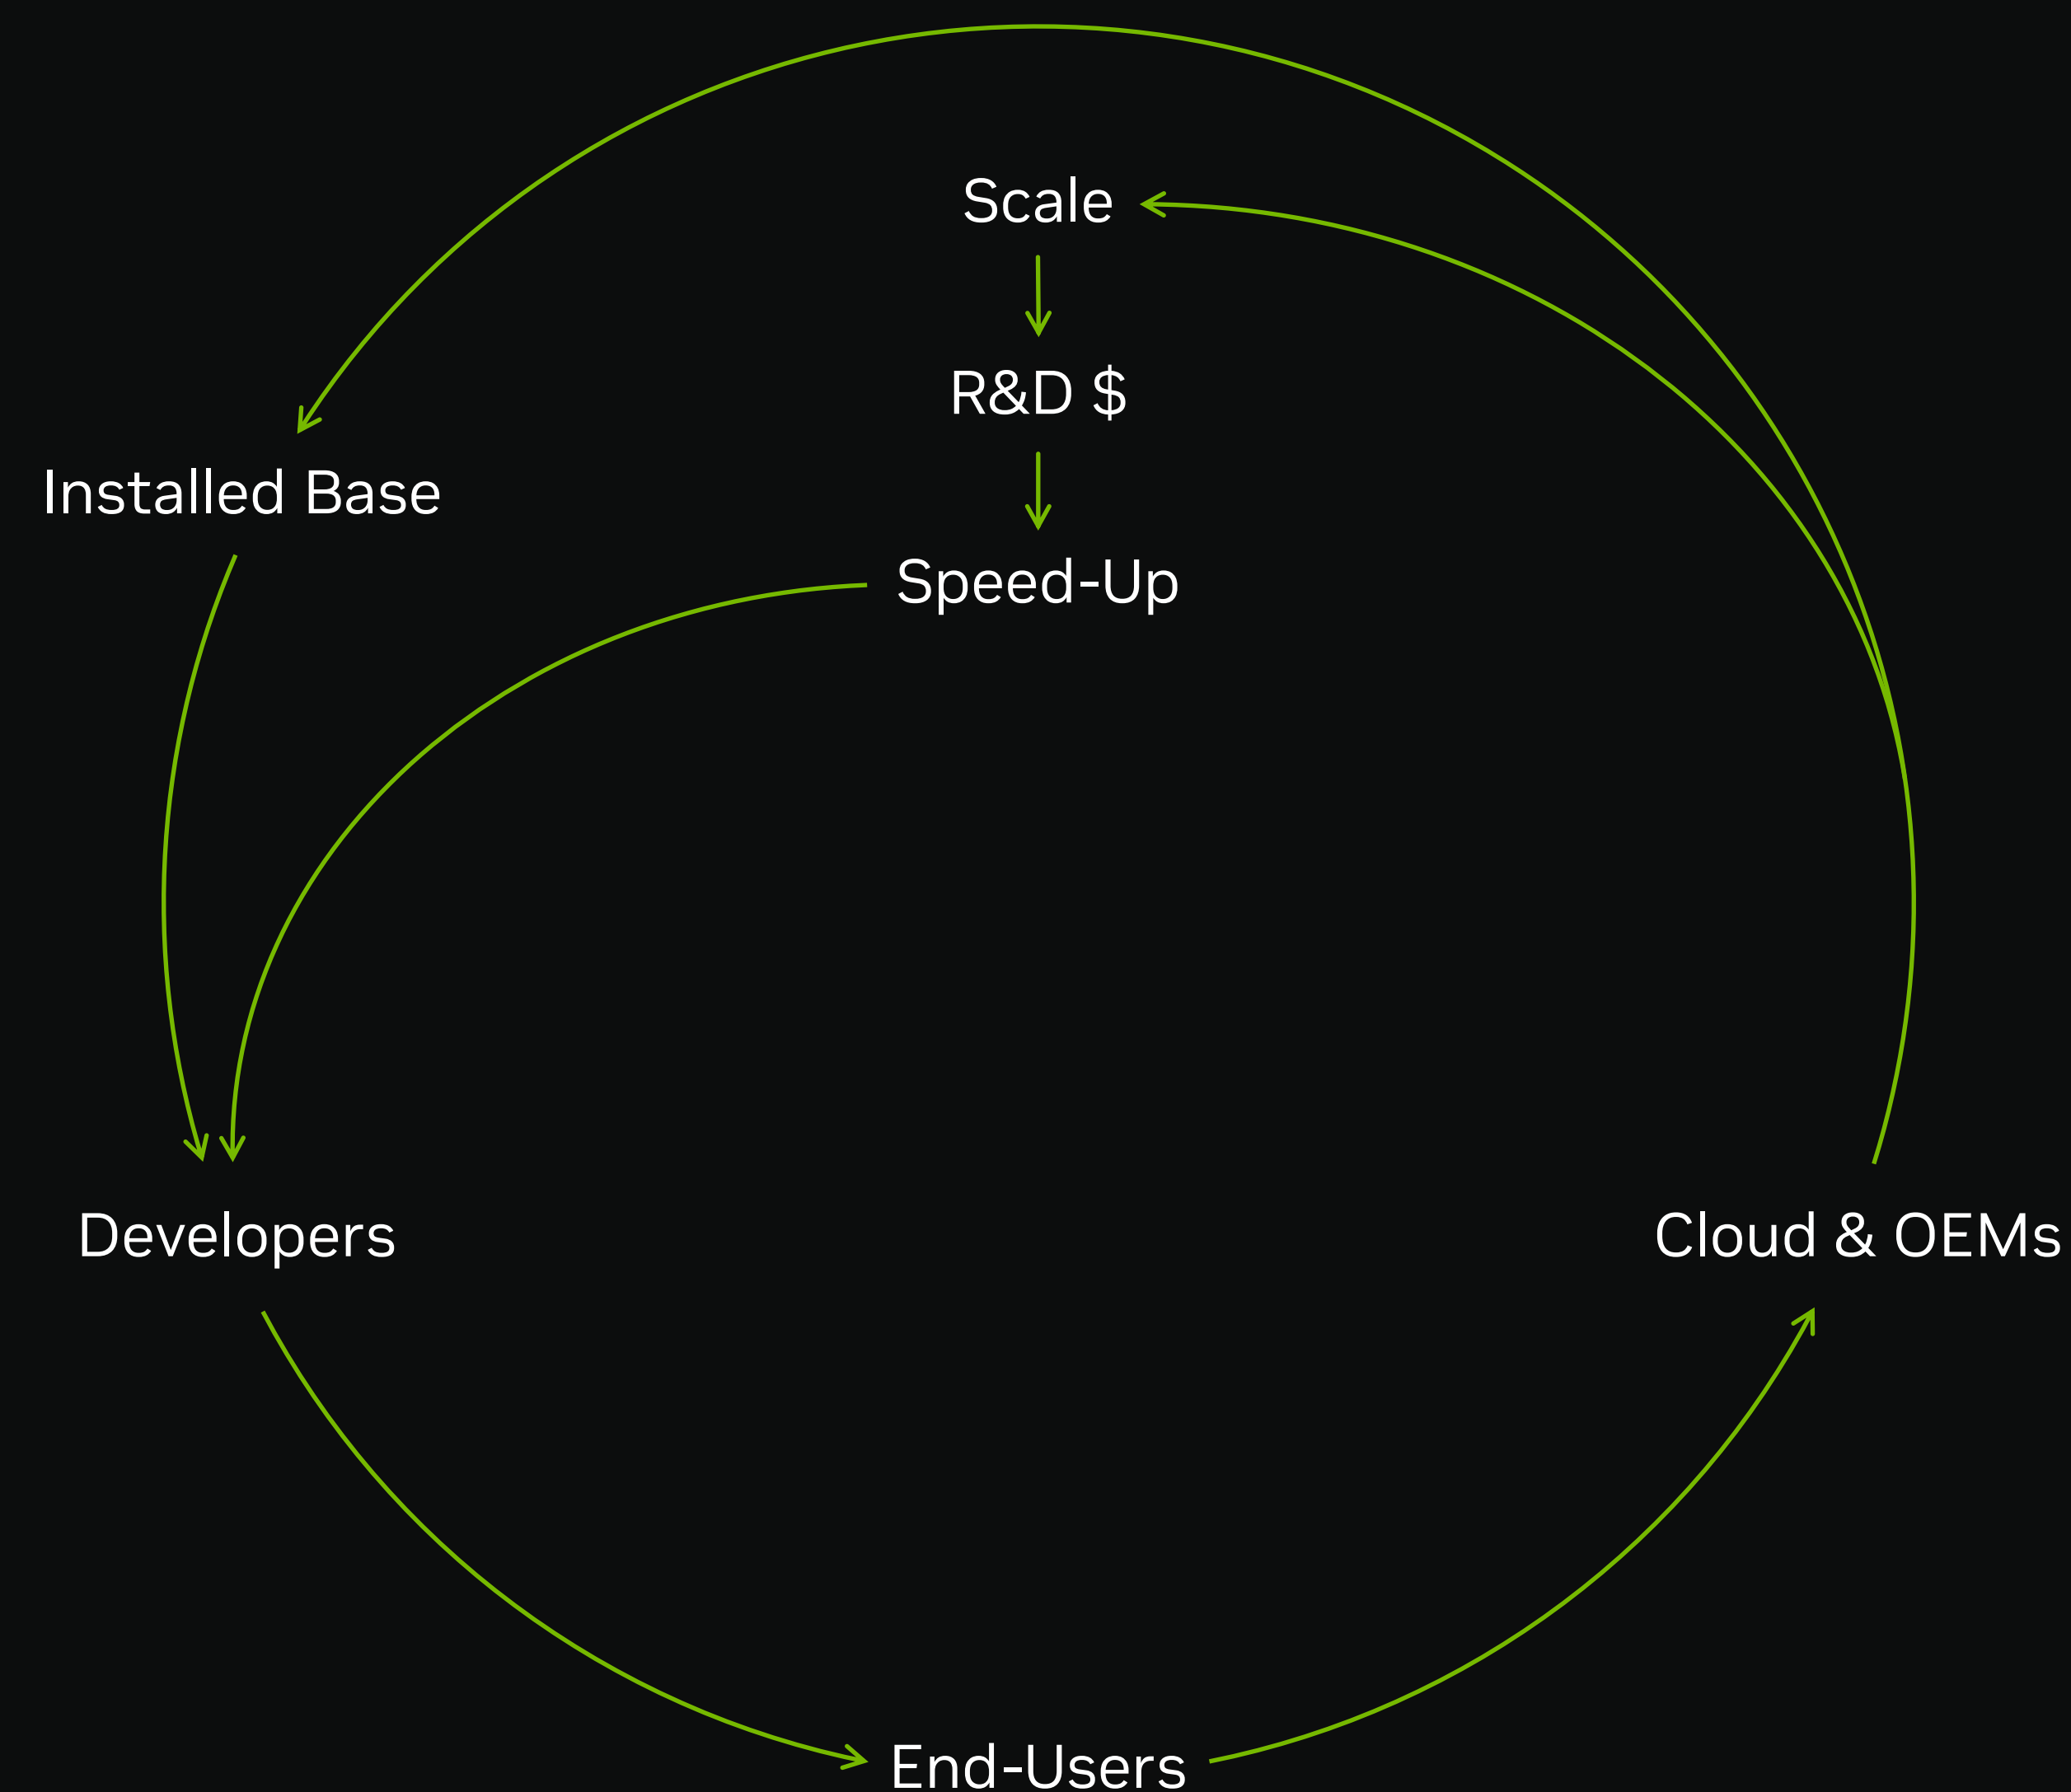 Scale
R&D $
Installed Base
Speed-Up
Developers
Cloud & OEMs
End-Users